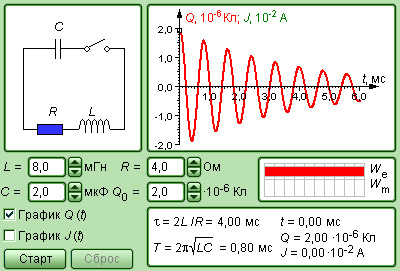 C
R L
Q, 10⁻⁶ Кл; J, 10⁻² А
2,0
1,0
0,0
-1,0
-2,0
1.0 2.0 3.0 4.0 5.0 6.0
t, мс
L = 8,0 мГн R = 4,0 Ом
C = 2,0 мкФ Q₀ = 2,0 ·10⁻⁶ Кл
График Q (t)
График J (t)
Старт Сброс
Wₑ
Wₘ
τ = 2L /R = 4,00 мс t = 0,00 мс
T = 2π√LC = 0,80 мс Q = 2,00 ·10⁻⁶ Кл
J = 0,00·10⁻² А